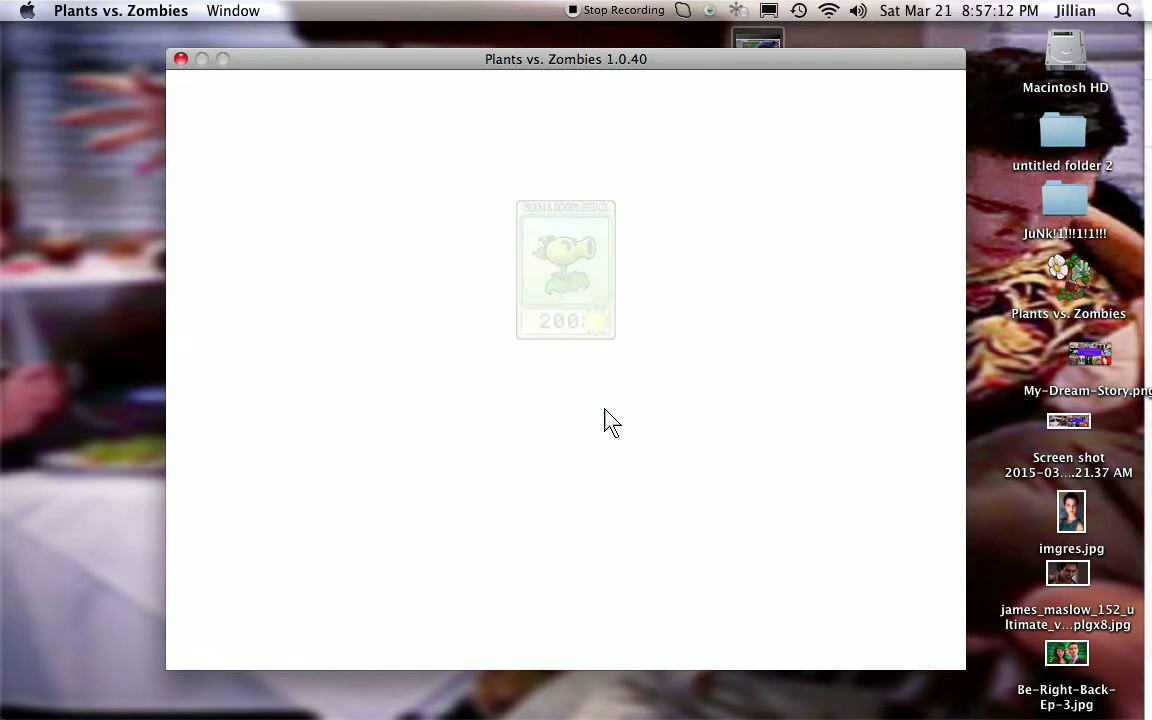 Plants vs. Zombies Window
Stop Recording
Sat Mar 21 8:57:12 PM Jillian
Plants vs. Zombies 1.0.40
200
Macintosh HD
untitled folder 2
JuNk!1!!!1!1!!!
Plants vs. Zombies
My-Dream-Story.png
Screen shot
2015-03....21.37 AM
imgres.jpg
james_maslow_152_u
ltimate_v...plgx8.jpg
Be-Right-Back-
Ep-3.jpg